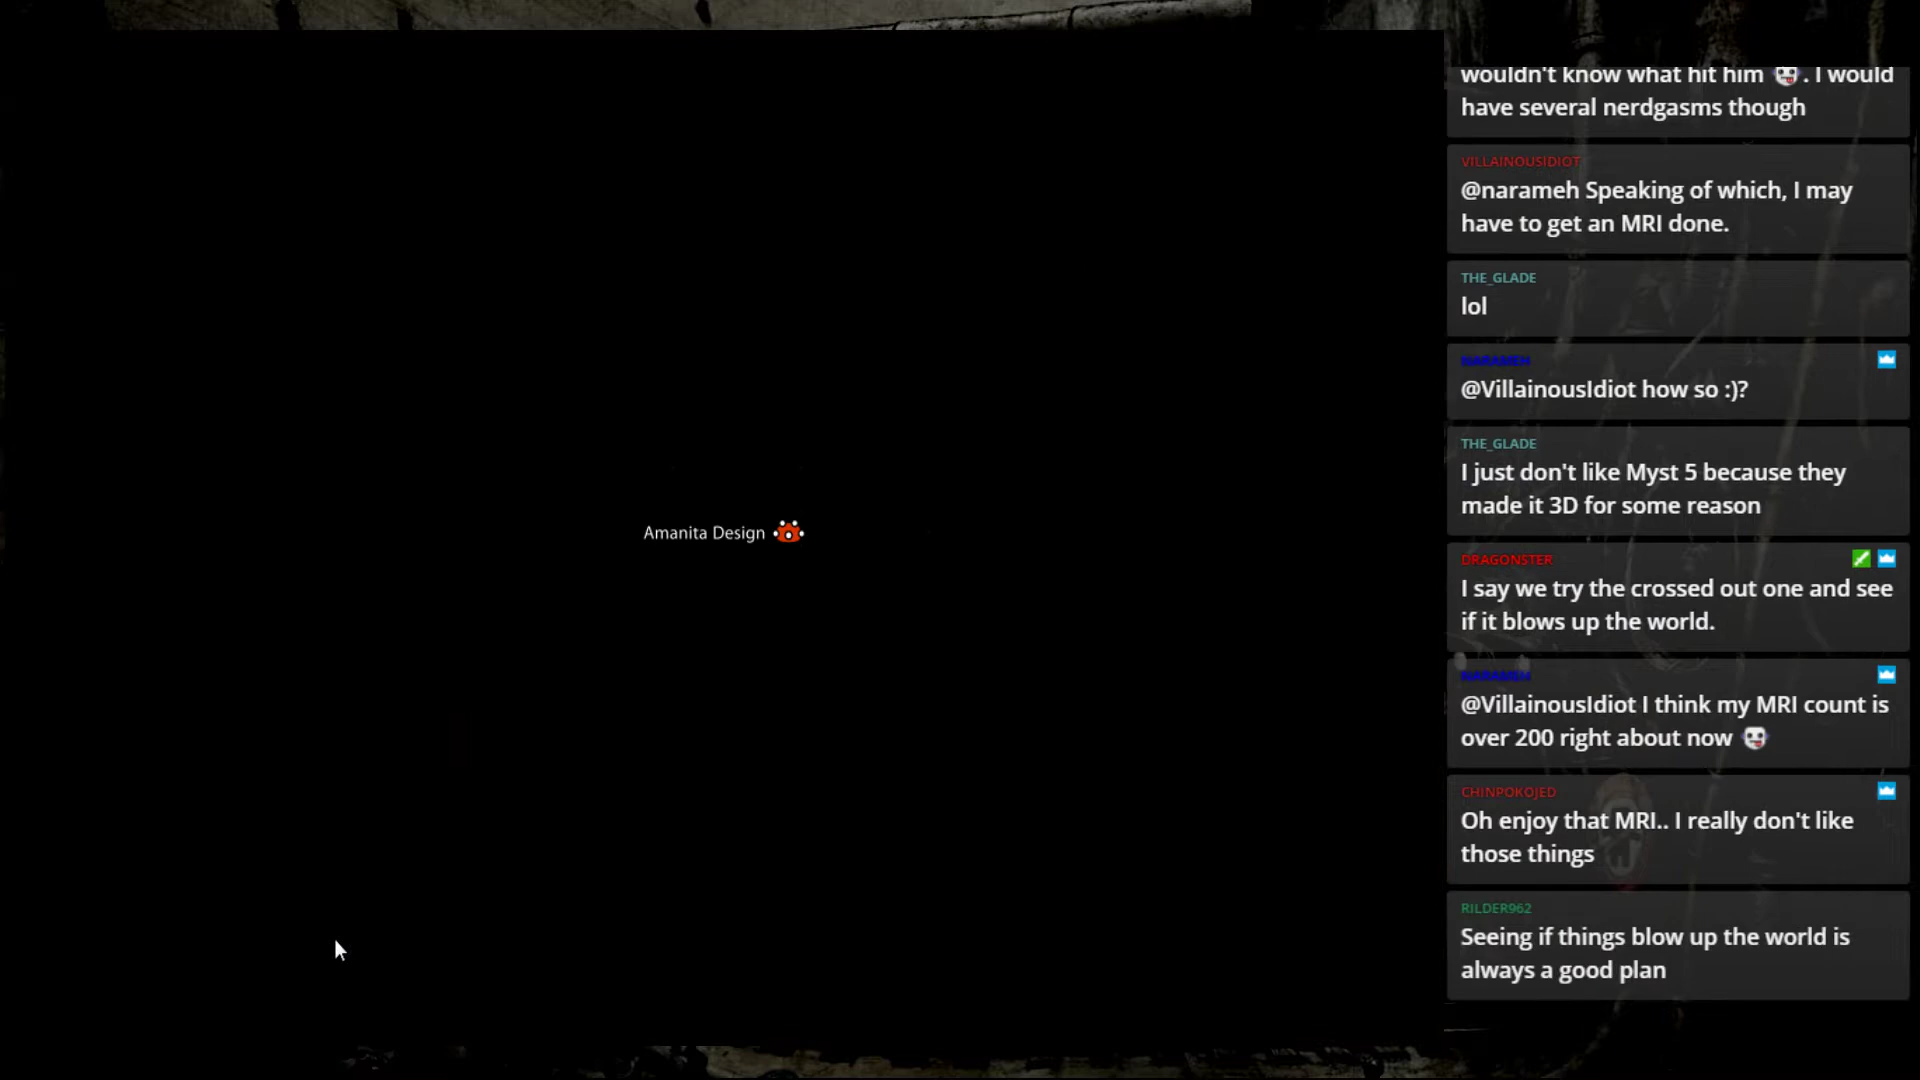 Amanita Design
wouldn't know what hit him . I would
have several nerdgasms though
VILLAINOUSIDIOT
@narameh Speaking of which, I may
have to get an MRI done.
THE_GLADE
lol
NARAMEH
@VillainousIdiot how so :)?
THE_GLADE
I just don't like Myst 5 because they
made it 3D for some reason
DRAGONSTER
I say we try the crossed out one and see
if it blows up the world.
NARAMEH
@VillainousIdiot I think my MRI count is
over 200 right about now
CHINPOKOJED
Oh enjoy that MRI.. I really don't like
those things
RILDER962
Seeing if things blow up the world is
always a good plan